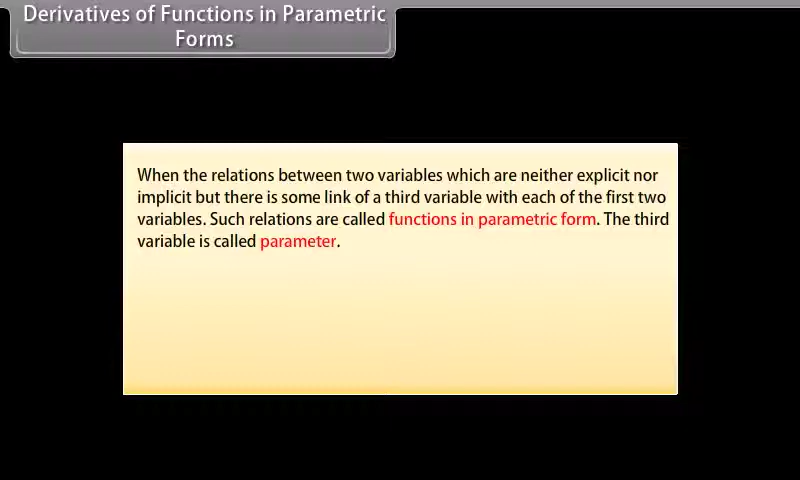 Derivatives of Functions in Parametric
Forms
When the relations between two variables which are neither explicit nor
implicit but there is some link of a third variable with each of the first two
variables. Such relations are called functions in parametric form. The third
variable is called parameter.